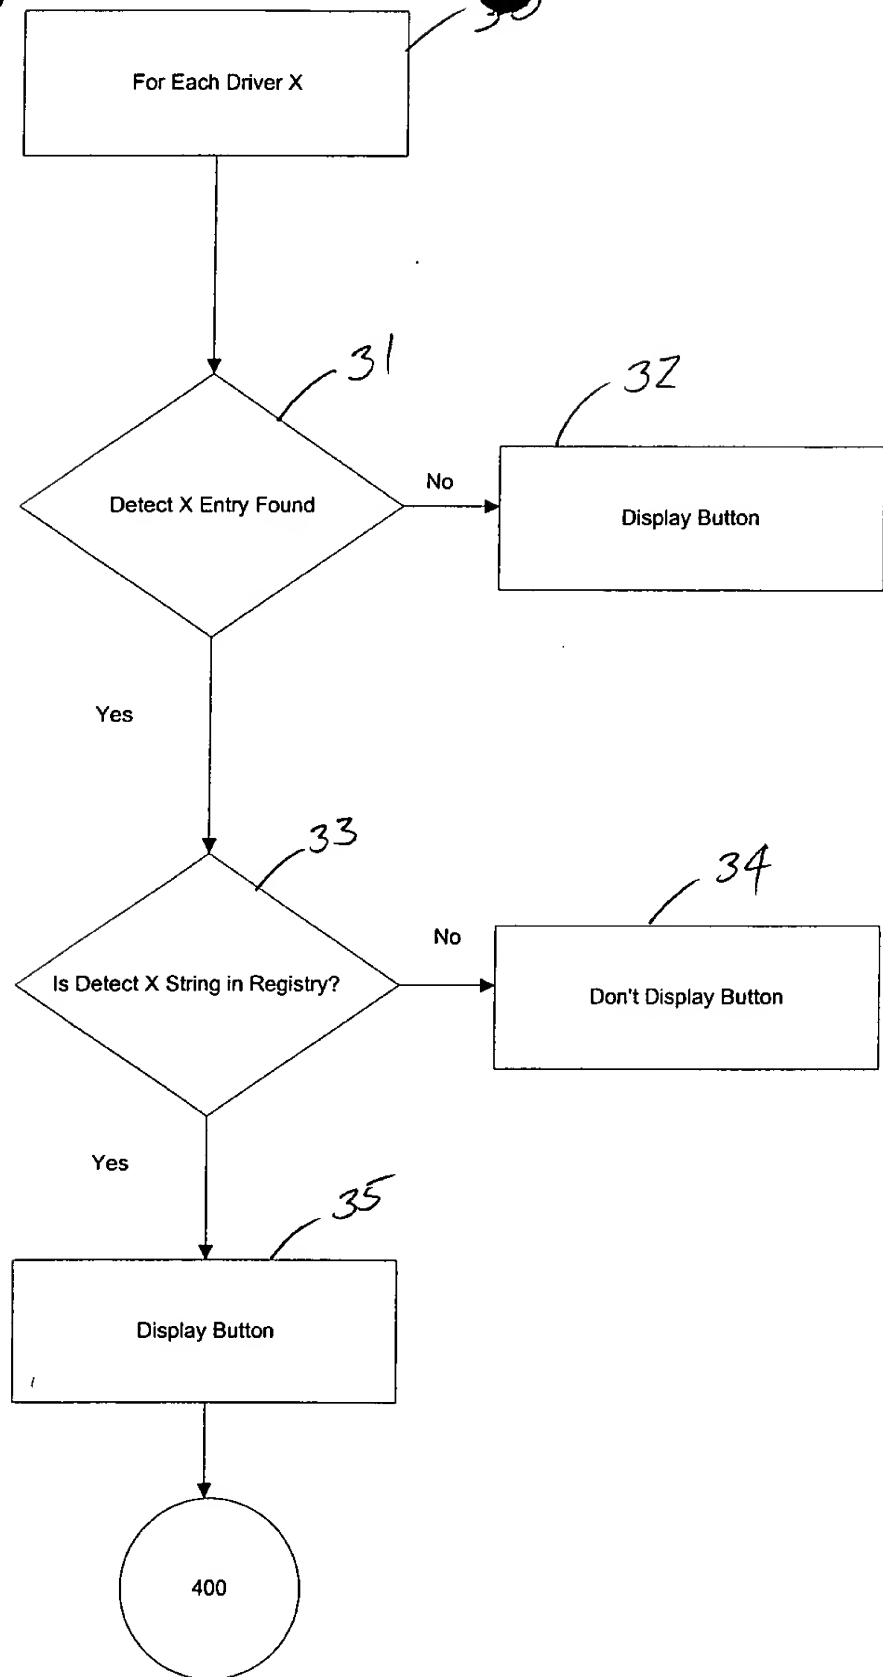 For Each Driver X
31
Detect X Entry Found
No
32
Display Button
Yes
33
Is Detect X String in Registry?
No
34
Don't Display Button
Yes
35
Display Button
400